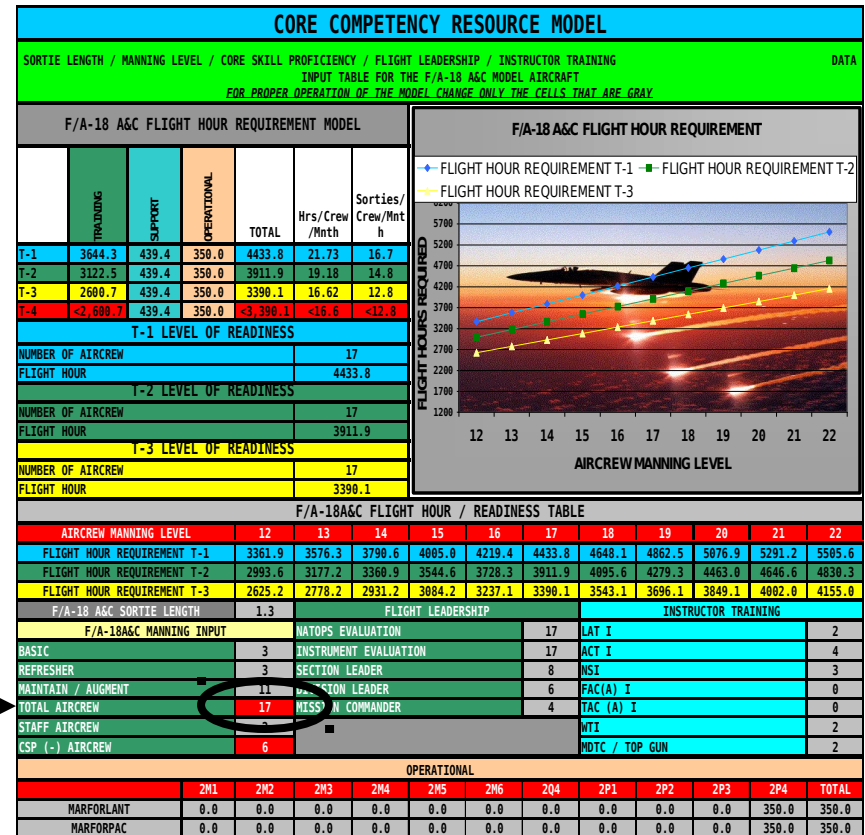 CORE COMPETENCY RESOURCE MODEL
SORTIE LENGTH / MANNING LEVEL / CORE SKILL PROFICIENCY / FLIGHT LEADERSHIP / INSTRUCTOR TRAINING DATA
INPUT TABLE FOR THE F/A-18 A&C MODEL AIRCRAFT
FOR PROPER OPERATION OF THE MODEL CHANGE ONLY THE CELLS THAT ARE GRAY
F/A-18 A&C FLIGHT HOUR REQUIREMENT MODEL
TRAINING SUPPORT OPERATIONAL TOTAL Hrs/Crew /Mnth Sorties/ Crew/Mnt h
T-1 3644.3 439.4 350.0 4433.8 21.73 16.7
T-2 3122.5 439.4 350.0 3911.9 19.18 14.8
T-3 2600.7 439.4 350.0 3390.1 16.62 12.8
T-4 <2,600.7 439.4 350.0 <3,390.1 <16.6 <12.8
T-1 LEVEL OF READINESS
NUMBER OF AIRCREW 17
FLIGHT HOUR 4433.8
T-2 LEVEL OF READINESS
NUMBER OF AIRCREW 17
FLIGHT HOUR 3911.9
T-3 LEVEL OF READINESS
NUMBER OF AIRCREW 17
FLIGHT HOUR 3390.1
F/A-18 A&C FLIGHT HOUR REQUIREMENT
FLIGHT HOUR REQUIREMENT T-1 FLIGHT HOUR REQUIREMENT T-2
FLIGHT HOUR REQUIREMENT T-3
FLIGHT HOURS REQUIRED
6200
5700
5200
4700
4200
3700
3200
2700
2200
1700
1200
12 13 14 15 16 17 18 19 20 21 22
AIRCREW MANNING LEVEL
F/A-18A&C FLIGHT HOUR / READINESS TABLE
AIRCREW MANNING LEVEL 12 13 14 15 16 17 18 19 20 21 22
FLIGHT HOUR REQUIREMENT T-1 3361.9 3576.3 3790.6 4005.0 4219.4 4433.8 4648.1 4862.5 5076.9 5291.2 5505.6
FLIGHT HOUR REQUIREMENT T-2 2993.6 3177.2 3360.9 3544.6 3728.3 3911.9 4095.6 4279.3 4463.0 4646.6 4830.3
FLIGHT HOUR REQUIREMENT T-3 2625.2 2778.2 2931.2 3084.2 3237.1 3390.1 3543.1 3696.1 3849.1 4002.0 4155.0
F/A-18 A&C SORTIE LENGTH 1.3 FLIGHT LEADERSHIP INSTRUCTOR TRAINING
F/A-18A&C MANNING INPUT NATOPS EVALUATION 17 LAT I 2
BASIC 3 INSTRUMENT EVALUATION 17 ACT I 4
REFRESHER 3 SECTION LEADER 8 NSI 3
MAINTAIN / AUGMENT 11 DIVISION LEADER 6 FAC(A) I 0
TOTAL AIRCREW 17 MISSION COMMANDER 4 TAC (A) I 0
STAFF AIRCREW WTI 2
CSP (-) AIRCREW 6 MDTC / TOP GUN 2
OPERATIONAL
2M1 2M2 2M3 2M4 2M5 2M6 2Q4 2P1 2P2 2P3 2P4 TOTAL
MARFORLANT 0.0 0.0 0.0 0.0 0.0 0.0 0.0 0.0 0.0 0.0 350.0 350.0
MARFORPAC 0.0 0.0 0.0 0.0 0.0 0.0 0.0 0.0 0.0 0.0 350.0 350.0